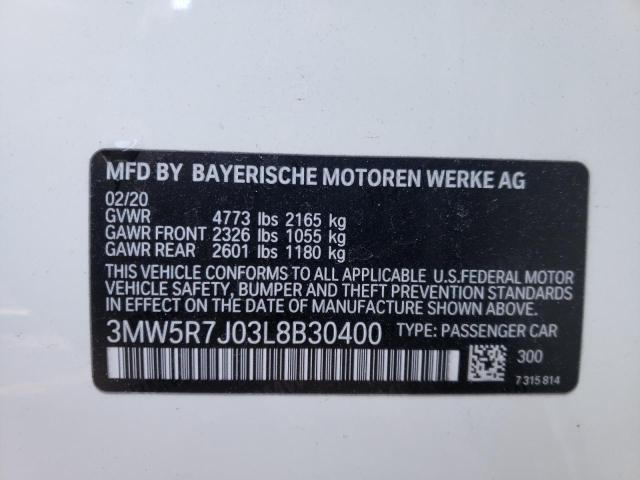 MFD BY BAYERISCHE MOTOREN WERKE AG
02/20
GVWR 4773 lbs 2165 kg
GAWR FRONT 2326 lbs 1055 kg
GAWR REAR 2601 lbs 1180 kg
THIS VEHICLE CONFORMS TO ALL APPLICABLE U.S.FEDERAL MOTOR
VEHICLE SAFETY, BUMPER AND THEFT PREVENTION STANDARDS
IN EFFECT ON THE DATE OF MANUFACTURE SHOWN ABOVE.
3MW5R7J03L8B30400 TYPE: PASSENGER CAR
300
7315814